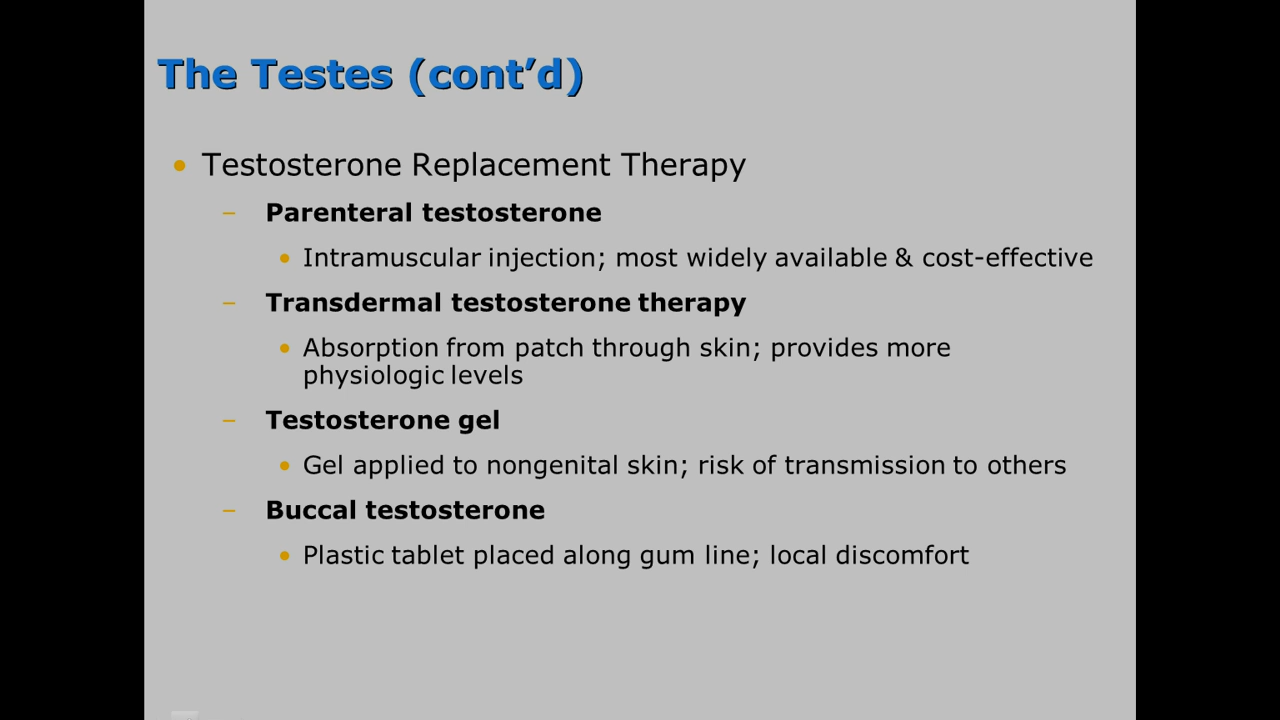 The Testes (cont’d)
• Testosterone Replacement Therapy
– Parenteral testosterone
• Intramuscular injection; most widely available & cost-effective
– Transdermal testosterone therapy
• Absorption from patch through skin; provides more
physiologic levels
– Testosterone gel
• Gel applied to nongenital skin; risk of transmission to others
– Buccal testosterone
• Plastic tablet placed along gum line; local discomfort